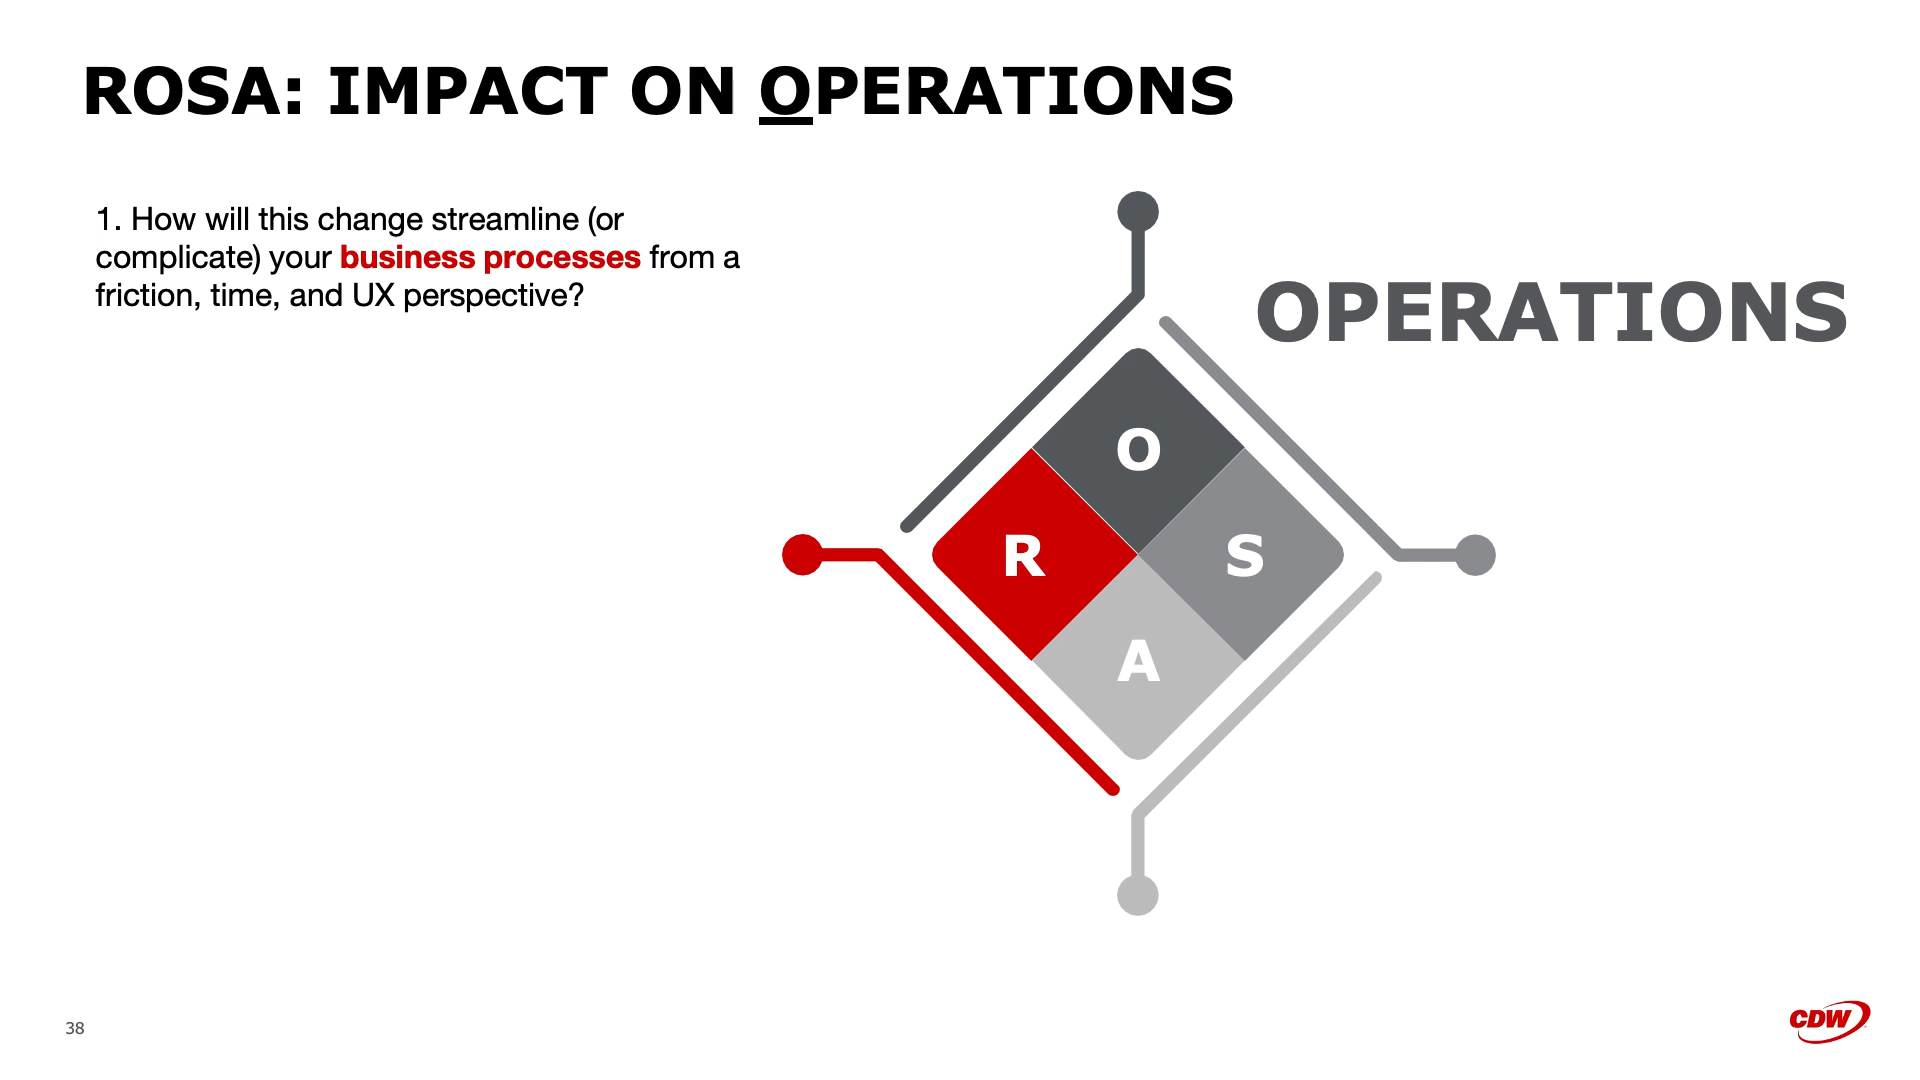 ROSA: IMPACT ON OPERATIONS
1. How will this change streamline (or
complicate) your business processes from a
friction, time, and UX perspective?
OPERATIONS
O
R
S
A
38
CDW